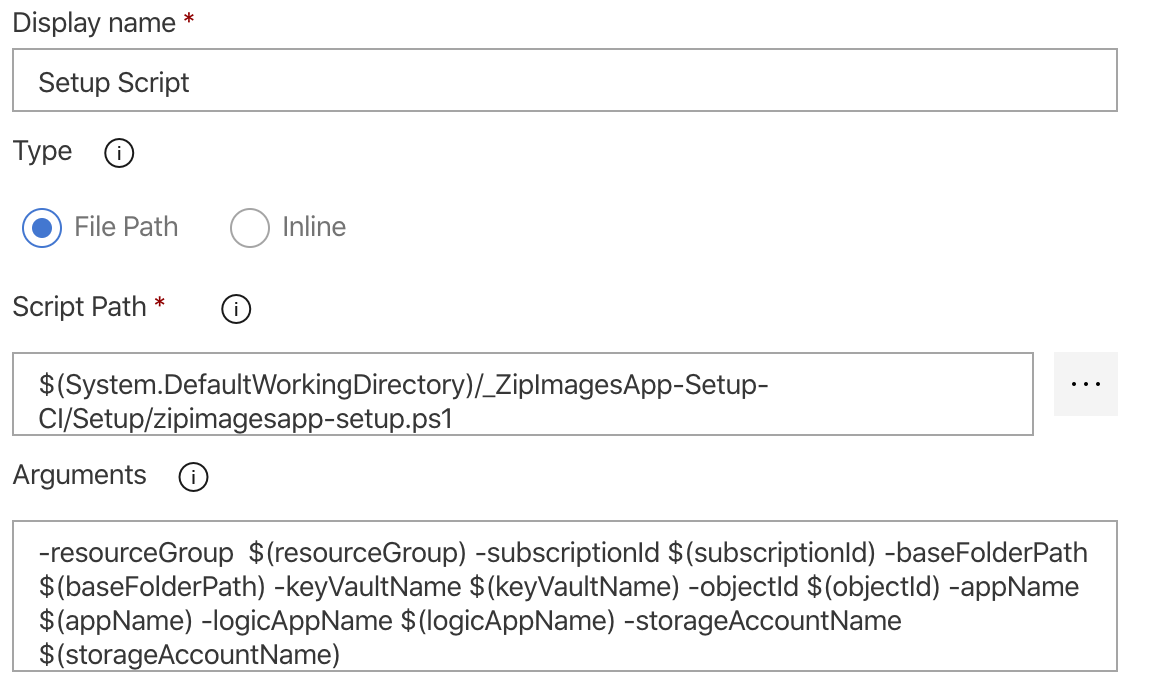 Display name *
Setup Script
Type
File Path Inline
Script Path *
$(System.DefaultWorkingDirectory)/_ZipImagesApp-Setup-
CI/Setup/zipimagesapp-setup.ps1
...
Arguments
-resourceGroup  $(resourceGroup) -subscriptionId $(subscriptionId) -baseFolderPath
$(baseFolderPath) -keyVaultName $(keyVaultName) -objectId $(objectId) -appName
$(appName) -logicAppName $(logicAppName) -storageAccountName
$(storageAccountName)